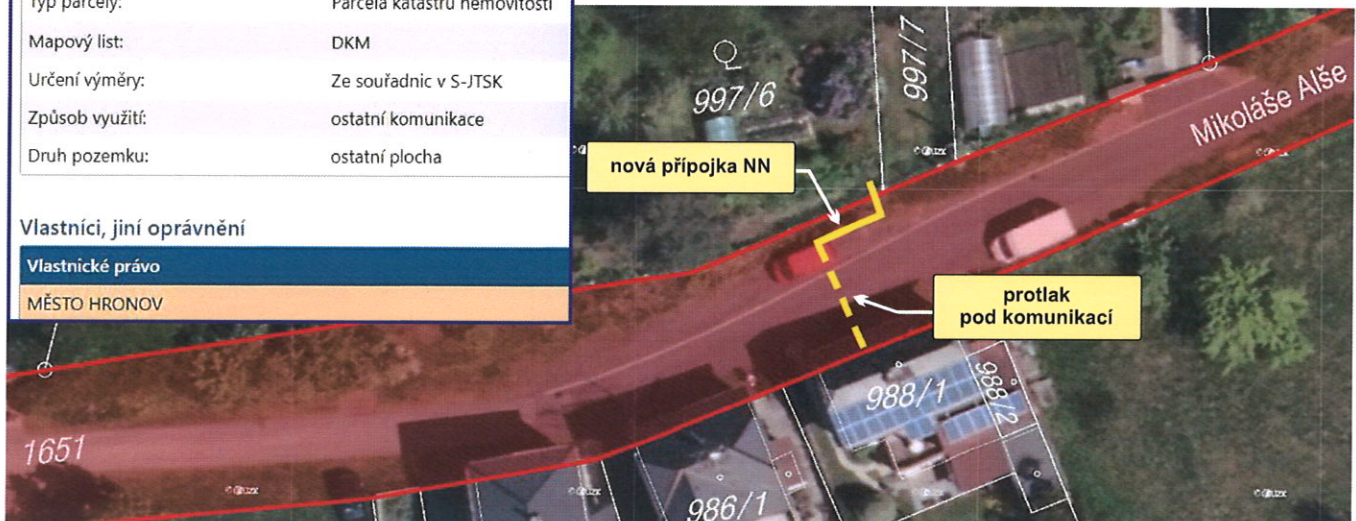 Typ parcely: Parcela katastru nemovitostí
Mapový list: DKM
Určení výměry: Ze souřadnic v S-JTSK
Způsob využití: ostatní komunikace
Druh pozemku: ostatní plocha
Vlastníci, jiní oprávnění
Vlastnické právo
MĚSTO HRONOV
997/6
997/7
Mikoláše Alše
nová přípojka NN
protlak
pod komunikací
988/1
988/2
1651
986/1